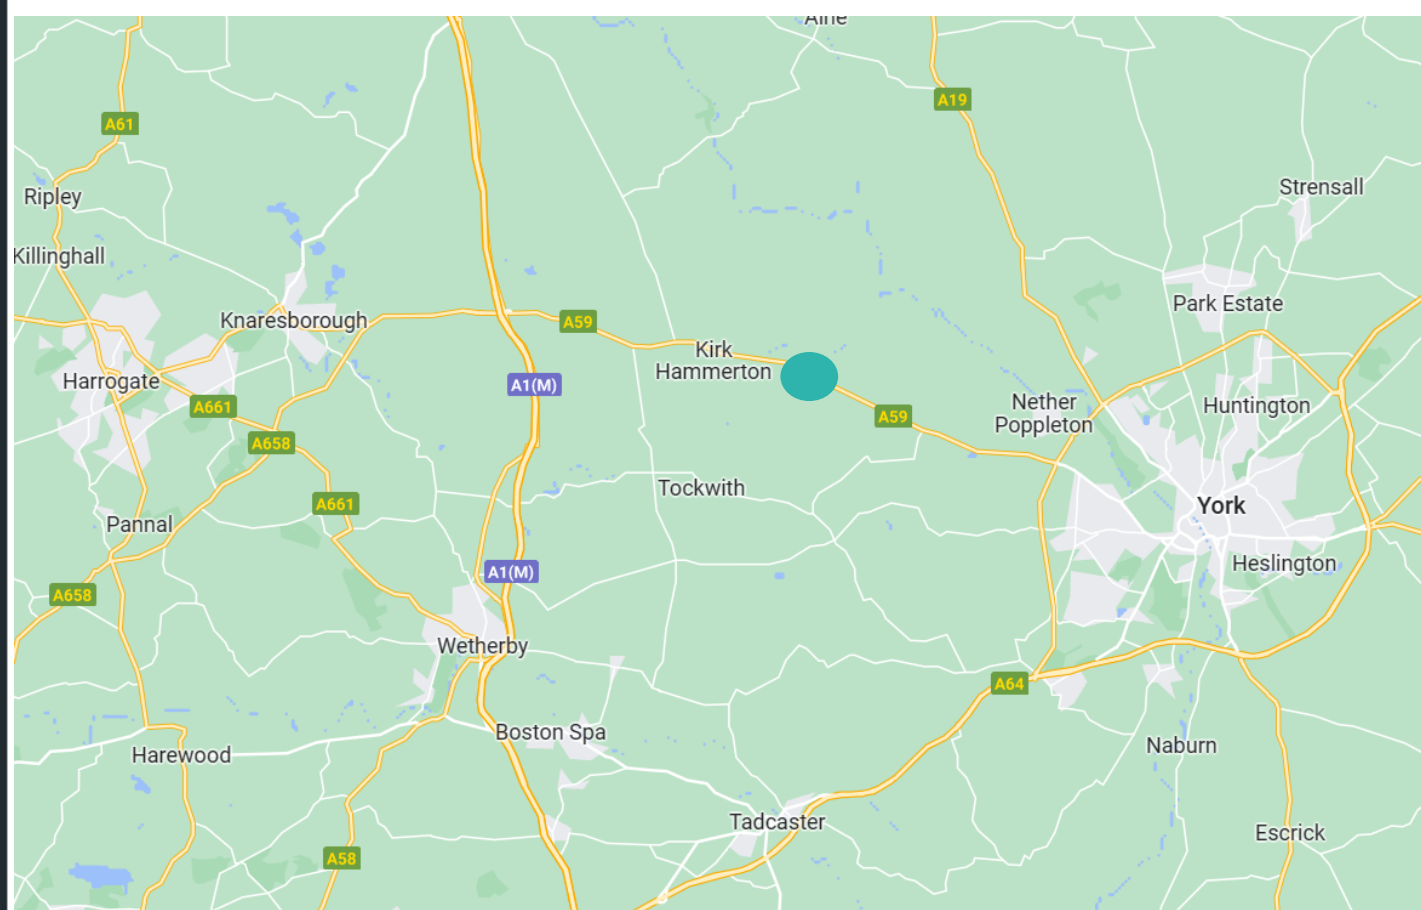 Alne
A19
A61
Ripley
Strensall
Killinghall
Park Estate
Knaresborough
A59
Kirk
Hammerton
Harrogate
A1(M)
A661
Nether
Poppleton
Huntington
A59
A658
Tockwith
A661
York
Pannal
A1(M)
Heslington
A658
Wetherby
A64
Boston Spa
Naburn
Harewood
Tadcaster
Escrick
A58